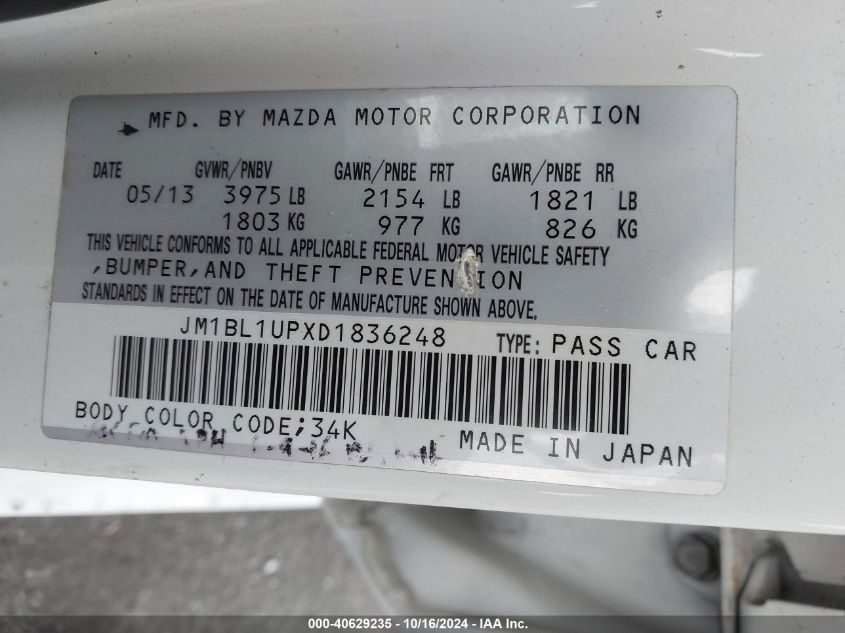 MFD. BY MAZDA MOTOR CORPORATION
DATE GVWR/PNBV GAWR/PNBE FRT GAWR/PNBE RR
05/13 3975 LB 2154 LB 1821 LB
1803 KG 977 KG 826 KG
THIS VEHICLE CONFORMS TO ALL APPLICABLE FEDERAL MOTOR VEHICLE SAFETY
,BUMPER,AND THEFT PREVENTION
STANDARDS IN EFFECT ON THE DATE OF MANUFACTURE SHOWN ABOVE.
JM1BL1UPXD1836248 TYPE: PASS CAR
BODY COLOR CODE;34K
MADE IN JAPAN
000-40629235 - 10/16/2024 - IAA Inc.